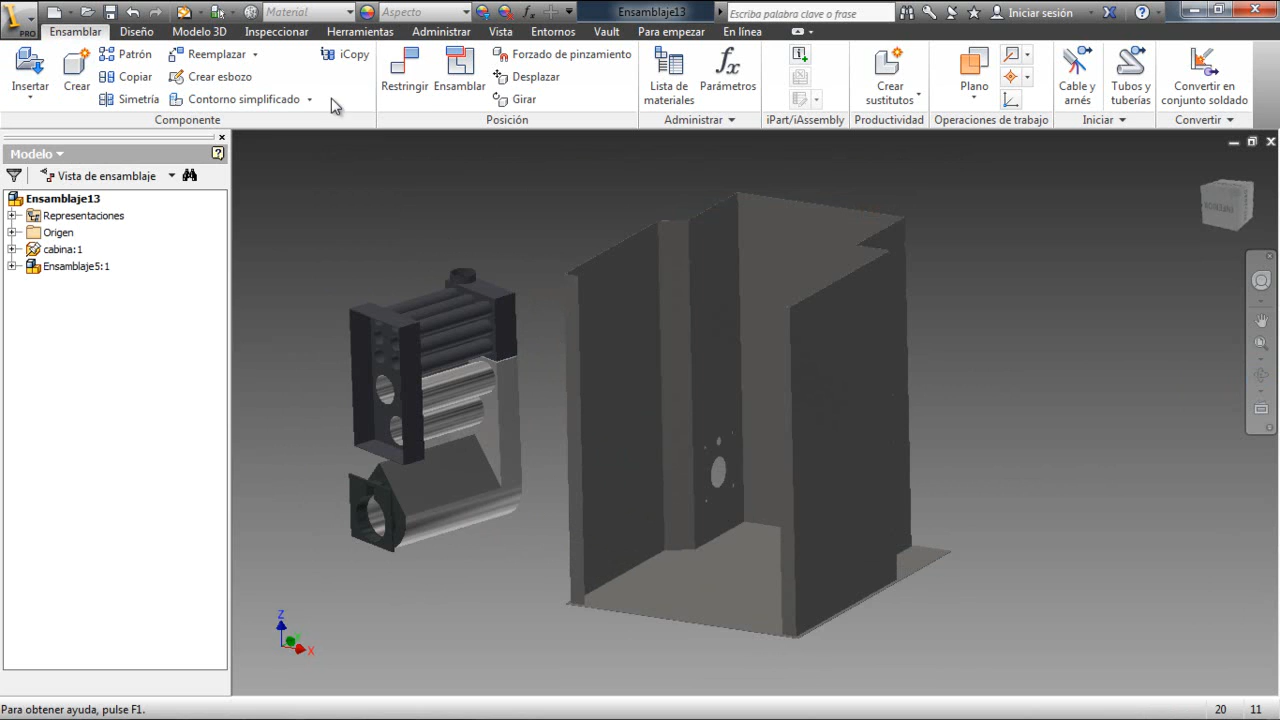 Material
Aspecto
Ensamblaje13
Escriba palabra clave o frase
Iniciar sesión
PRO
Ensamblar
Diseño
Modelo 3D
Inspeccionar
Herramientas
Administrar
Vista
Entornos
Vault
Para empezar
En línea
Insertar
Crear
Patrón
Copiar
Simetría
Reemplazar
Crear esbozo
Contorno simplificado
iCopy
Restringir
Ensamblar
Forzado de pinzamiento
Desplazar
Girar
Lista de
materiales
Parámetros
Crear
sustitutos
Plano
Cable y
arnés
Tubos y
tuberías
Convertir en
conjunto soldado
Componente
Posición
Administrar
iPart/iAssembly
Productividad
Operaciones de trabajo
Iniciar
Convertir
Modelo
Vista de ensamblaje
Ensamblaje13
Representaciones
Origen
cabina:1
Ensamblaje5:1
Z
X
Para obtener ayuda, pulse F1.
20
11